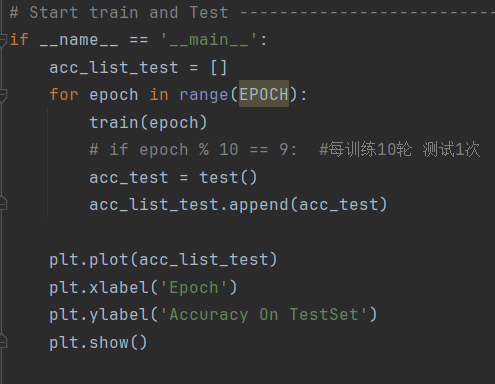 # Start train and Test ------------------------
if __name__ == '__main__':
acc_list_test = []
for epoch in range(EPOCH):
train(epoch)
# if epoch % 10 == 9:  #每训练10轮 测试1次
acc_test = test()
acc_list_test.append(acc_test)
plt.plot(acc_list_test)
plt.xlabel('Epoch')
plt.ylabel('Accuracy On TestSet')
plt.show()